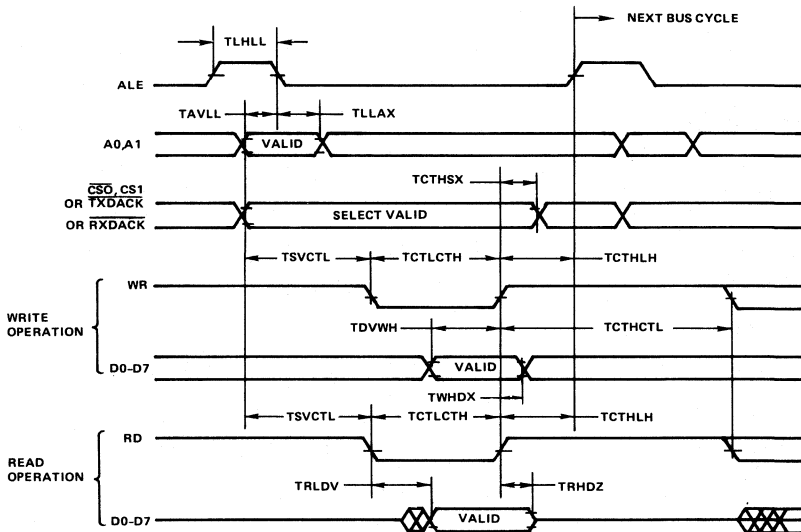 NEXT BUS CYCLE
TLHLL
ALE
TAVLL
TLLAX
A0,A1
VALID
TCTHSX
CSO, CS1
OR TXDACK
OR RXDACK
SELECT VALID
TSVCTL
TCTLCTH
TCTHLH
WR
WRITE
OPERATION
TDVWH
TCTHCTL
D0-D7
VALID
TWHDX
TSVCTL
TCTLCTH
TCTHLH
RD
READ
OPERATION
TRLDV
TRHDZ
D0-D7
VALID